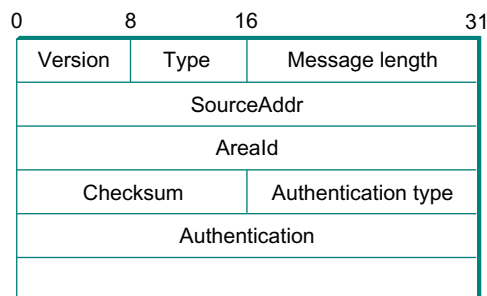 0 8 16 31
Version Type Message length
SourceAddr
AreaId
Checksum Authentication type
Authentication